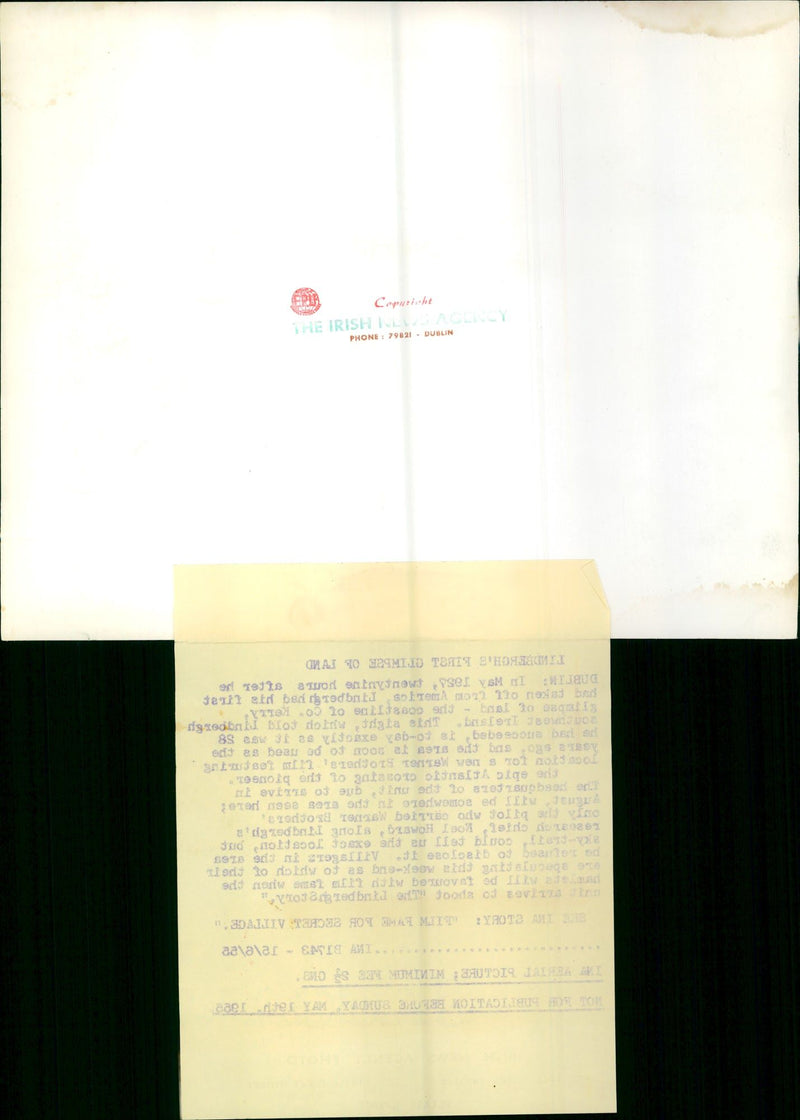 Copyright
THE IRISH NEWS AGENCY
PHONE : 79821 - DUBLIN
LINDBERGH'S FIRST GLIMPSE OF LAND
DUBLIN: In May 1927, twentynine hours after he
had taken off from America, Lindbergh had his first
glimpse of land - the coastline of Co. Kerry,
southwest Ireland. This sight, which told Lindbergh
he had succeeded, is to-day exactly as it was 28
years ago, and the area is soon to be used as the
location for a new Warner Brothers' film featuring
the epic Atlantic crossing of the pioneer.
The headquarters of the unit, due to arrive in
August, will be somewhere in the area seen here;
only the pilot who carried Warner Brothers'
research chief, Noel Howard, along Lindbergh's
sky-trail, could tell us the exact location, but
he refused to disclose it. Villagers in the area
are speculating this week-end as to which of their
hamlets will be favoured with film fame when the
unit arrives to shoot "The Lindbergh Story."
SEE INA STORY: "FILM FAME FOR SECRET VILLAGE."
INA B1743 - 15/6/55
INA AERIAL PICTURE; MINIMUM FEE 2½ GNS.
NOT FOR PUBLICATION BEFORE SUNDAY, MAY 19th, 1955